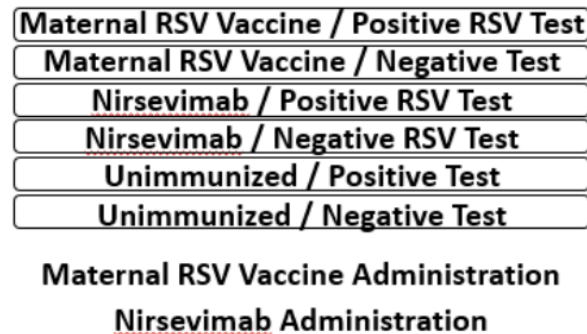 Maternal RSV Vaccine / Positive RSV Test
Maternal RSV Vaccine / Negative Test
Nirsevimab / Positive RSV Test
Nirsevimab / Negative RSV Test
Unimmunized / Positive Test
Unimmunized / Negative Test
Maternal RSV Vaccine Administration
Nirsevimab Administration